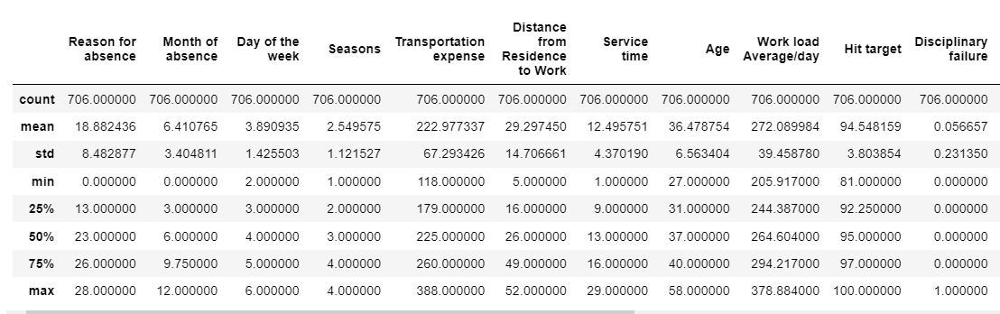 Reason for absence Month of absence Day of the week Seasons Transportation expense Distance from Residence to Work Service time Age Work load Average/day Hit target Disciplinary failure
count 706.000000 706.000000 706.000000 706.000000 706.000000 706.000000 706.000000 706.000000 706.000000 706.000000 706.000000
mean 18.882436 6.410765 3.890935 2.549575 222.977337 29.297450 12.495751 36.478754 272.089984 94.548159 0.056657
std 8.482877 3.404811 1.425503 1.121527 67.293426 14.706661 4.370190 6.563404 39.458780 3.803854 0.231350
min 0.000000 0.000000 2.000000 1.000000 118.000000 5.000000 1.000000 27.000000 205.917000 81.000000 0.000000
25% 13.000000 3.000000 3.000000 2.000000 179.000000 16.000000 9.000000 31.000000 244.387000 92.250000 0.000000
50% 23.000000 6.000000 4.000000 3.000000 225.000000 26.000000 13.000000 37.000000 264.604000 95.000000 0.000000
75% 26.000000 9.750000 5.000000 4.000000 260.000000 49.000000 16.000000 40.000000 294.217000 97.000000 0.000000
max 28.000000 12.000000 6.000000 4.000000 388.000000 52.000000 29.000000 58.000000 378.884000 100.000000 1.000000